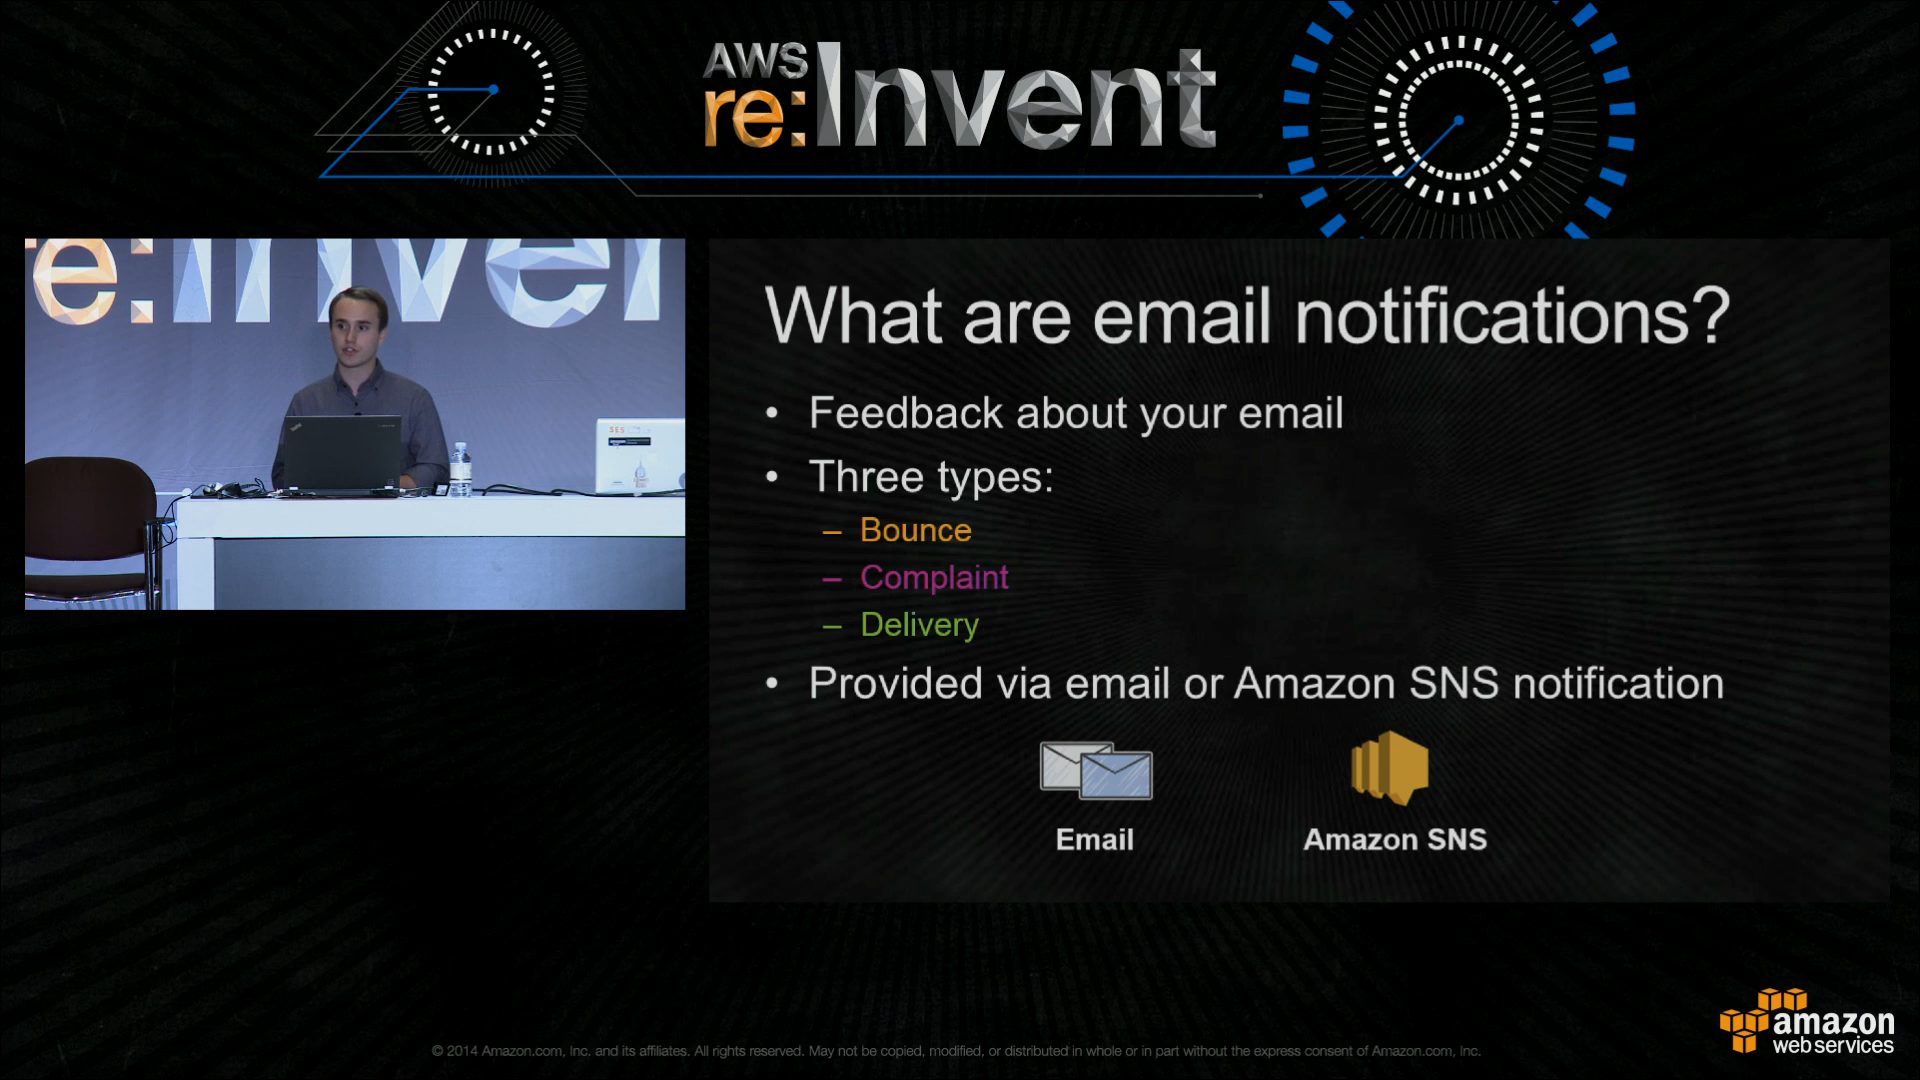 AWS
re:Invent
e:Inven
SES
What are email notifications?
• Feedback about your email
• Three types:
– Bounce
– Complaint
– Delivery
• Provided via email or Amazon SNS notification
Email
Amazon SNS
amazon
web services
© 2014 Amazon.com, Inc. and its affiliates. All rights reserved. May not be copied, modified, or distributed in whole or in part without the express consent of Amazon.com, Inc.